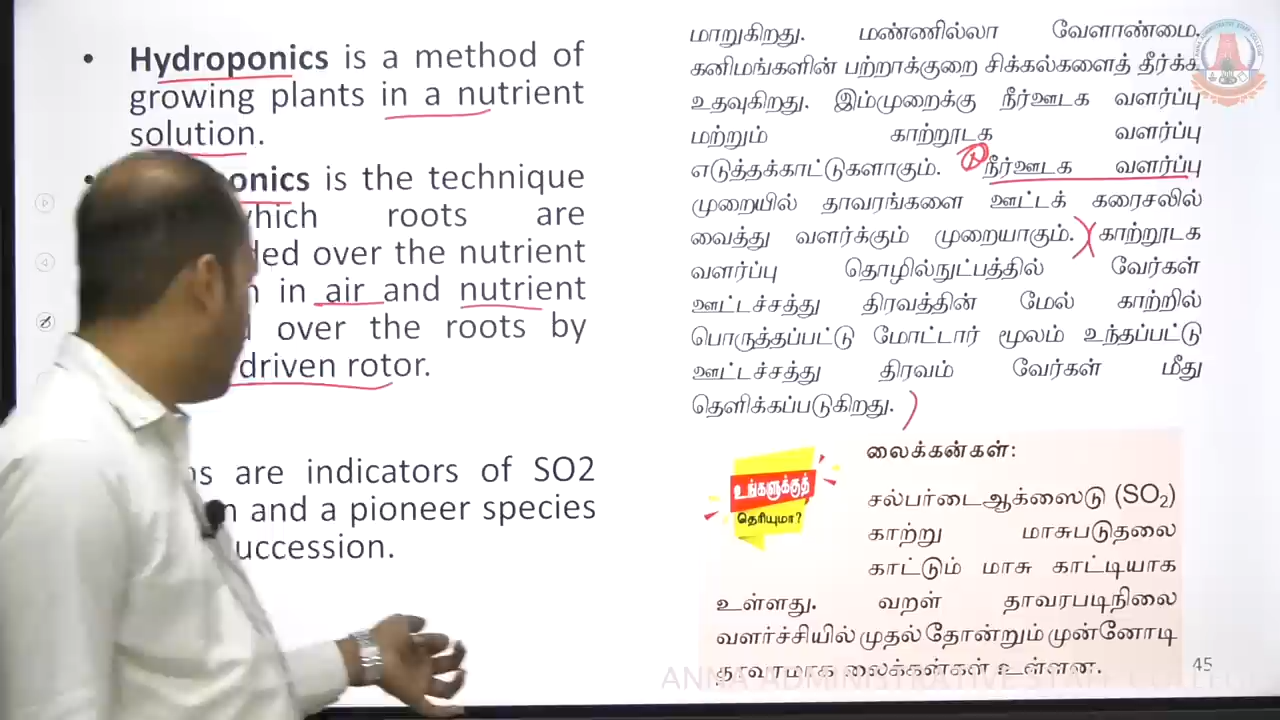 • Hydroponics is a method of
growing plants in a nutrient
solution.
onics is the technique
which roots are
ded over the nutrient
n in air and nutrient
over the roots by
driven rotor.
ns are indicators of SO2
n and a pioneer species
uccession.
மாறுகிறது. மண்ணில்லா வேளாண்மை,
கனிமங்களின் பற்றாக்குறை சிக்கல்களைத் தீர்க்க
உதவுகிறது. இம்முறைக்கு நீர்ஊடக வளர்ப்பு
மற்றும் காற்றூடக வளர்ப்பு
எடுத்தக்காட்டுகளாகும். நீர்ஊடக வளர்ப்பு
முறையில் தாவரங்களை ஊட்டக் கரைசலில்
வைத்து வளர்க்கும் முறையாகும். காற்றூடக
வளர்ப்பு தொழில்நுட்பத்தில் வேர்கள்
ஊட்டச்சத்து திரவத்தின் மேல் காற்றில்
பொருத்தப்பட்டு மோட்டார் மூலம் உந்தப்பட்டு
ஊட்டச்சத்து திரவம் வேர்கள் மீது
தெளிக்கப்படுகிறது.
உங்களுக்குத்
தெரியுமா?
லைக்கன்கள்:
சல்பர்டைஆக்ஸைடு (SO₂)
காற்று மாசுபடுதலை
காட்டும் மாசு காட்டியாக
உள்ளது. வறள் தாவரபடிநிலை
வளர்ச்சியில் முதல் தோன்றும் முன்னோடி
தாவரமாக லைக்கன்கள் உள்ளன.
45
ANNA ADMINISTRATIVE STAFF COLLEGE